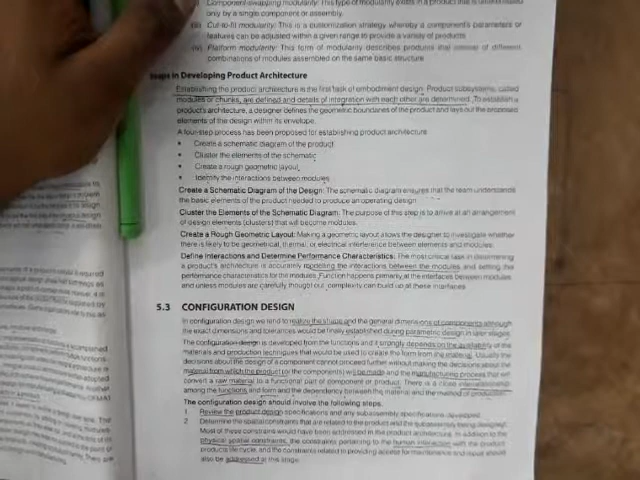 Component-swapping modularity: This type of modularity exists in a product that is
only by a single component or assembly.
(iii) Cut-to-fit modularity: This is a customization strategy whereby a component's parameters or
features can be adjusted within a given range to provide a variety of products
(iv) Platform modularity: This form of modularity describes products that consist of different
combinations of modules assembled on the same basic structure
Steps in Developing Product Architecture
Establishing the product architecture is the first task of embodiment design. Product subsystems, called
modules or chunks, are defined and details of integration with each other are determined. To establish a
product's architecture, a designer defines the geometric boundaries of the product and lays out the proposed
elements of the design within its envelope.
A four-step process has been proposed for establishing product architecture
• Create a schematic diagram of the product
• Cluster the elements of the schematic
• Create a rough geometric layout
• Identify the interactions between modules
Create a Schematic Diagram of the Design: The schematic diagram ensures that the team understands
the basic elements of the product needed to produce an operating design
Cluster the Elements of the Schematic Diagram: The purpose of this step is to arrive at an arrangement
of design elements (clusters) that will become modules.
Create a Rough Geometric Layout: Making a geometric layout allows the designer to investigate whether
there is likely to be geometrical, thermal, or electrical interference between elements and modules.
Define Interactions and Determine Performance Characteristics: The most critical task in determining
a product's architecture is accurately modelling the interactions between the modules and setting the
performance characteristics for the modules. Function happens primarily at the interfaces between modules
and unless modules are carefully thought out, complexity can build up at these interfaces
5.3 CONFIGURATION DESIGN
In configuration design we tend to realize the shape and the general dimensions of components although
the exact dimensions and tolerances would be finally established during parametric design in later stages.
The configuration design is developed from the functions and it strongly depends on the availability of the
materials and production techniques that would be used to create the form from the material. Usually the
decisions about the design of a component cannot proceed further without making the decisions about the
material from which the product (or the components) will be made and the manufacturing process that will
convert a raw material to a functional part of component or product. There is a close interrelationship
among the functions and form and the dependency between the material and the method of production.
The configuration design should involve the following steps.
1 Review the product design specifications and any subassembly specifications developed
2 Determine the spatial constraints that are related to the product and the subassembly being designed.
Most of these constraints would have been addressed in the product architecture. In addition to the
physical spatial constraints, the constraints pertaining to the human interaction with the product,
product's life cycle, and the constraints related to providing access for maintenance and repair should
also be addressed at this stage.